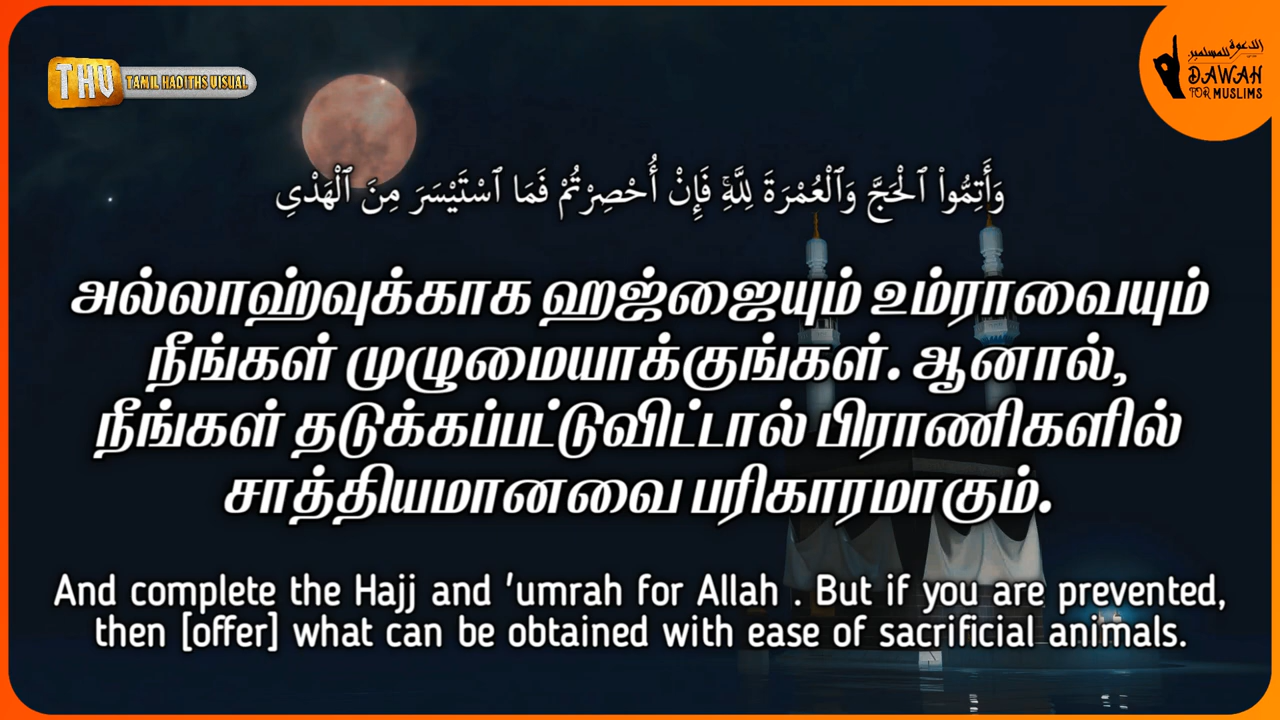 THV
TAMIL HADITHS VISUAL
الدعوة للمسلمين
DAWAH
FOR MUSLIMS
وَأَتِمُّوا۟ ٱلْحَجَّ وَٱلْعُمْرَةَ لِلَّهِۚ فَإِنْ أُحْصِرْتُمْ فَمَا ٱسْتَيْسَرَ مِنَ ٱلْهَدْىِ
அல்லாஹ்வுக்காக ஹஜ்ஜையும் உம்ராவையும்
நீங்கள் முழுமையாக்குங்கள். ஆனால்,
நீங்கள் தடுக்கப்பட்டுவிட்டால் பிராணிகளில்
சாத்தியமானவை பரிகாரமாகும்.
And complete the Hajj and 'umrah for Allah . But if you are prevented,
then [offer] what can be obtained with ease of sacrificial animals.